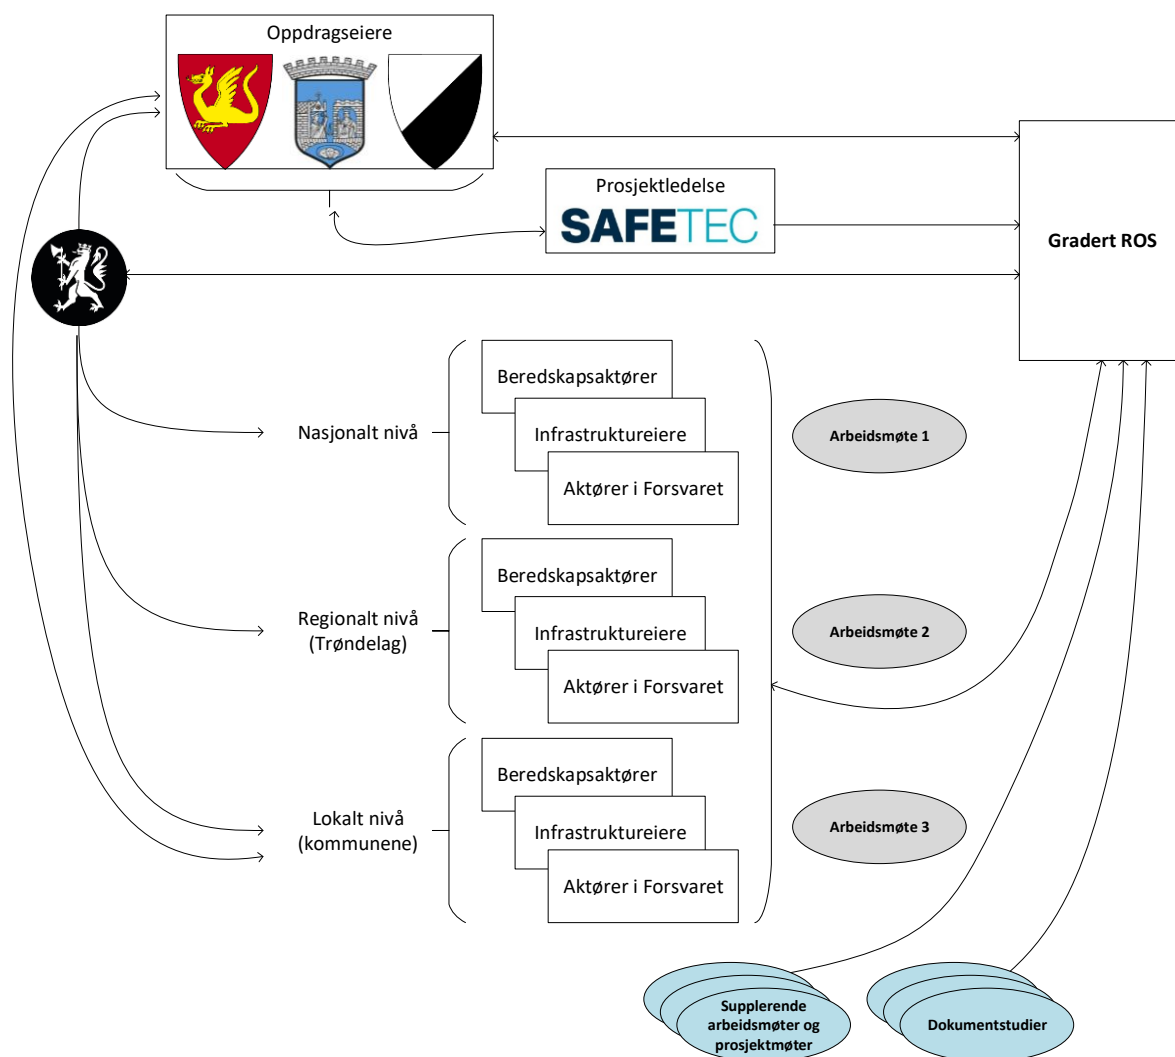 Oppdragseiere
Prosjektledelse
SAFETEC
Gradert ROS
Nasjonalt nivå
Beredskapsaktører
Infrastruktureiere
Aktører i Forsvaret
Arbeidsmøte 1
Regionalt nivå
(Trøndelag)
Beredskapsaktører
Infrastruktureiere
Aktører i Forsvaret
Arbeidsmøte 2
Lokalt nivå
(kommunene)
Beredskapsaktører
Infrastruktureiere
Aktører i Forsvaret
Arbeidsmøte 3
Supplerende
arbeidsmøter og
prosjektmøter
Dokumentstudier